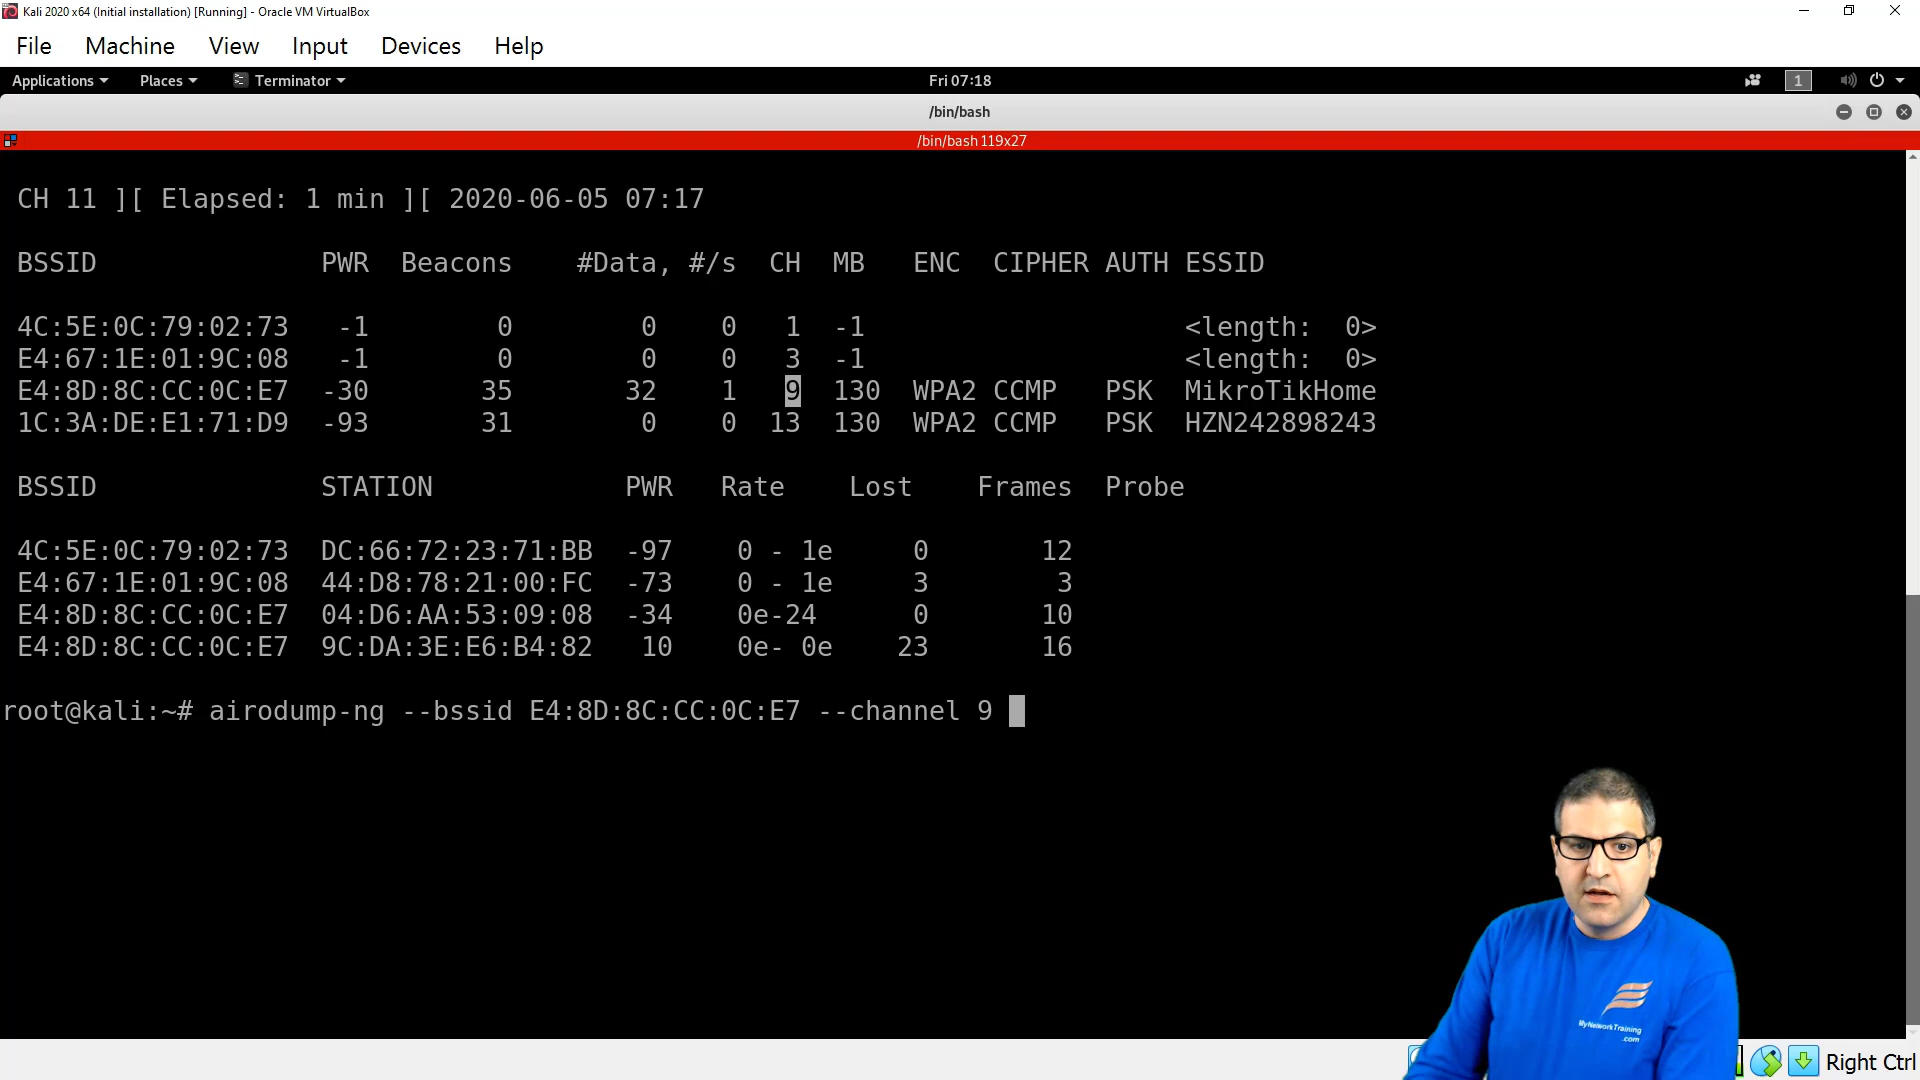 Kali 2020 x64 (Initial installation) [Running] - Oracle VM VirtualBox
File Machine View Input Devices Help
Applications Places Terminator Fri 07:18 1
/bin/bash
/bin/bash 119x27
CH 11 ][ Elapsed: 1 min ][ 2020-06-05 07:17
BSSID PWR Beacons #Data, #/s CH MB ENC CIPHER AUTH ESSID
4C:5E:0C:79:02:73 -1 0 0 0 1 -1 <length: 0>
E4:67:1E:01:9C:08 -1 0 0 0 3 -1 <length: 0>
E4:8D:8C:CC:0C:E7 -30 35 32 1 9 130 WPA2 CCMP PSK MikroTikHome
1C:3A:DE:E1:71:D9 -93 31 0 0 13 130 WPA2 CCMP PSK HZN242898243
BSSID STATION PWR Rate Lost Frames Probe
4C:5E:0C:79:02:73 DC:66:72:23:71:BB -97 0 - 1e 0 12
E4:67:1E:01:9C:08 44:D8:78:21:00:FC -73 0 - 1e 3 3
E4:8D:8C:CC:0C:E7 04:D6:AA:53:09:08 -34 0e-24 0 10
E4:8D:8C:CC:0C:E7 9C:DA:3E:E6:B4:82 10 0e- 0e 23 16
root@kali:~# airodump-ng --bssid E4:8D:8C:CC:0C:E7 --channel 9
MyNetworkTraining
.com
Right Ctrl